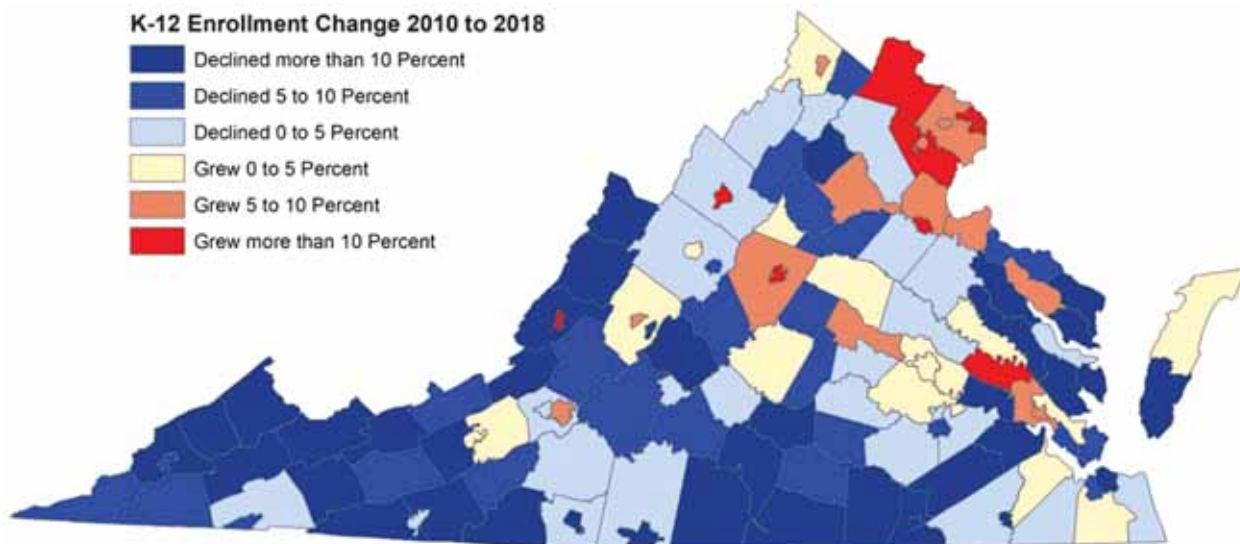 K-12 Enrollment Change 2010 to 2018
Declined more than 10 Percent
Declined 5 to 10 Percent
Declined 0 to 5 Percent
Grew 0 to 5 Percent
Grew 5 to 10 Percent
Grew more than 10 Percent